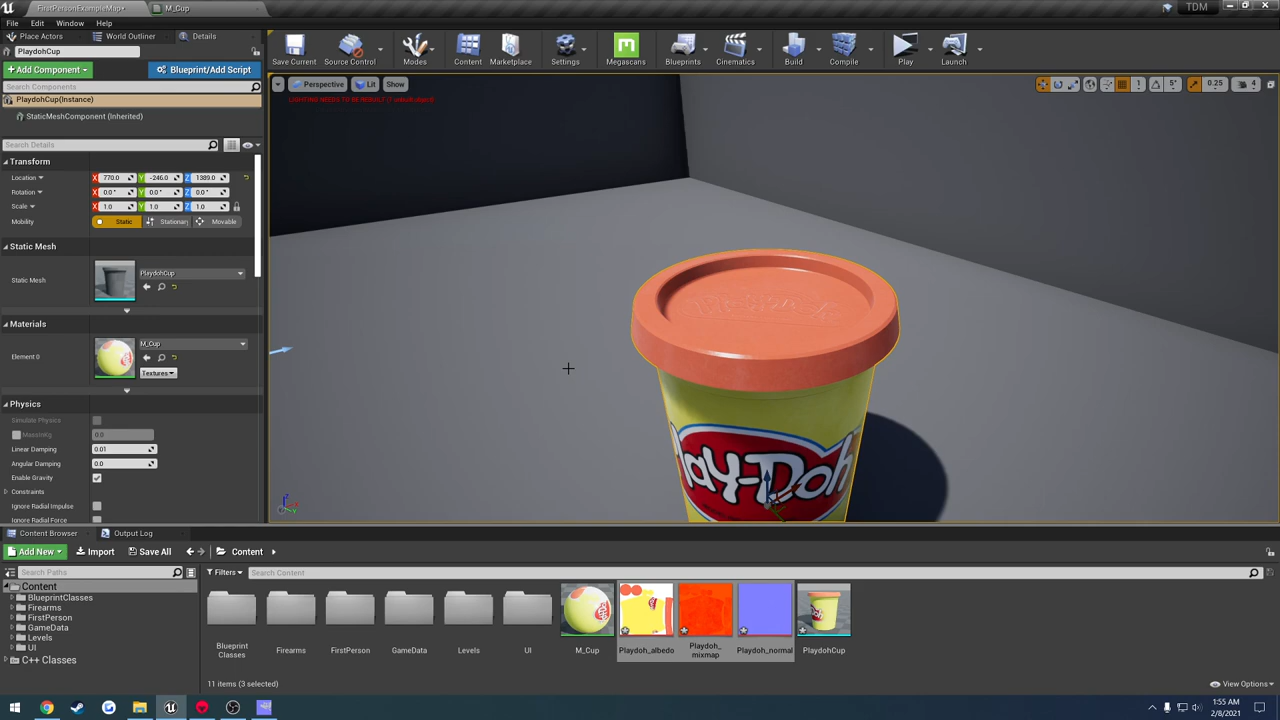 FirstPersonExampleMap*
M_Cup
TDM
File Edit Window Help
Place Actors World Outliner Details
PlaydohCup
+Add Component Blueprint/Add Script
Search Components
PlaydohCup(Instance)
StaticMeshComponent (Inherited)
Search Details
Transform
Location X 770.0 Y -246.0 Z 1389.0
Rotation X 0.0 ° Y 0.0 ° Z 0.0 °
Scale X 1.0 Y 1.0 Z 1.0
Mobility Static Stationary Movable
Static Mesh
Static Mesh PlaydohCup
Materials
Element 0 M_Cup
Textures
Physics
Simulate Physics
MassInKg 0.0
Linear Damping 0.01
Angular Damping 0.0
Enable Gravity
Constraints
Ignore Radial Impulse
Ignore Radial Force
Save Current Source Control Modes Content Marketplace Settings Megascans Blueprints Cinematics Build Compile Play Launch
Perspective Lit Show
LIGHTING NEEDS TO BE REBUILT (1 unbuilt object)
1 5° 0.25 4
Play-Doh
Content Browser Output Log
Add New Import Save All Content
Search Paths
Filters Search Content
Content
BlueprintClasses
Firearms
FirstPerson
GameData
Levels
UI
C++ Classes
Blueprint Classes
Firearms
FirstPerson
GameData
Levels
UI
M_Cup
Playdoh_albedo
Playdoh_mixmap
Playdoh_normal
PlaydohCup
11 items (3 selected)
View Options
1:55 AM
2/8/2021